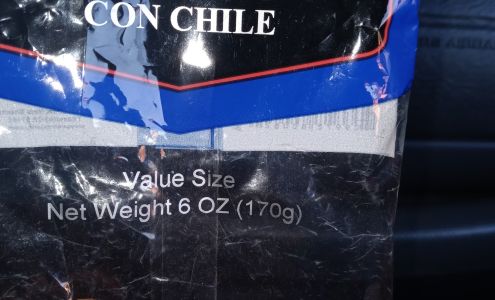 CON CHILE
Value Size
Net Weight 6 OZ (170g)